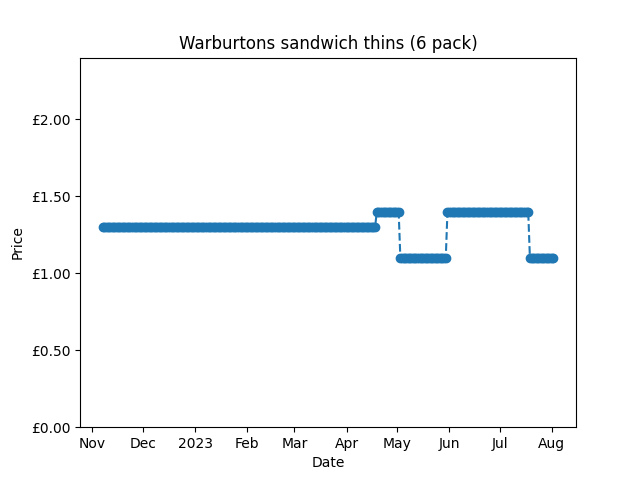 Warburtons sandwich thins (6 pack)
£2.00
£1.50
£1.00
£0.50
£0.00
Price
Nov Dec 2023 Feb Mar Apr May Jun Jul Aug
Date